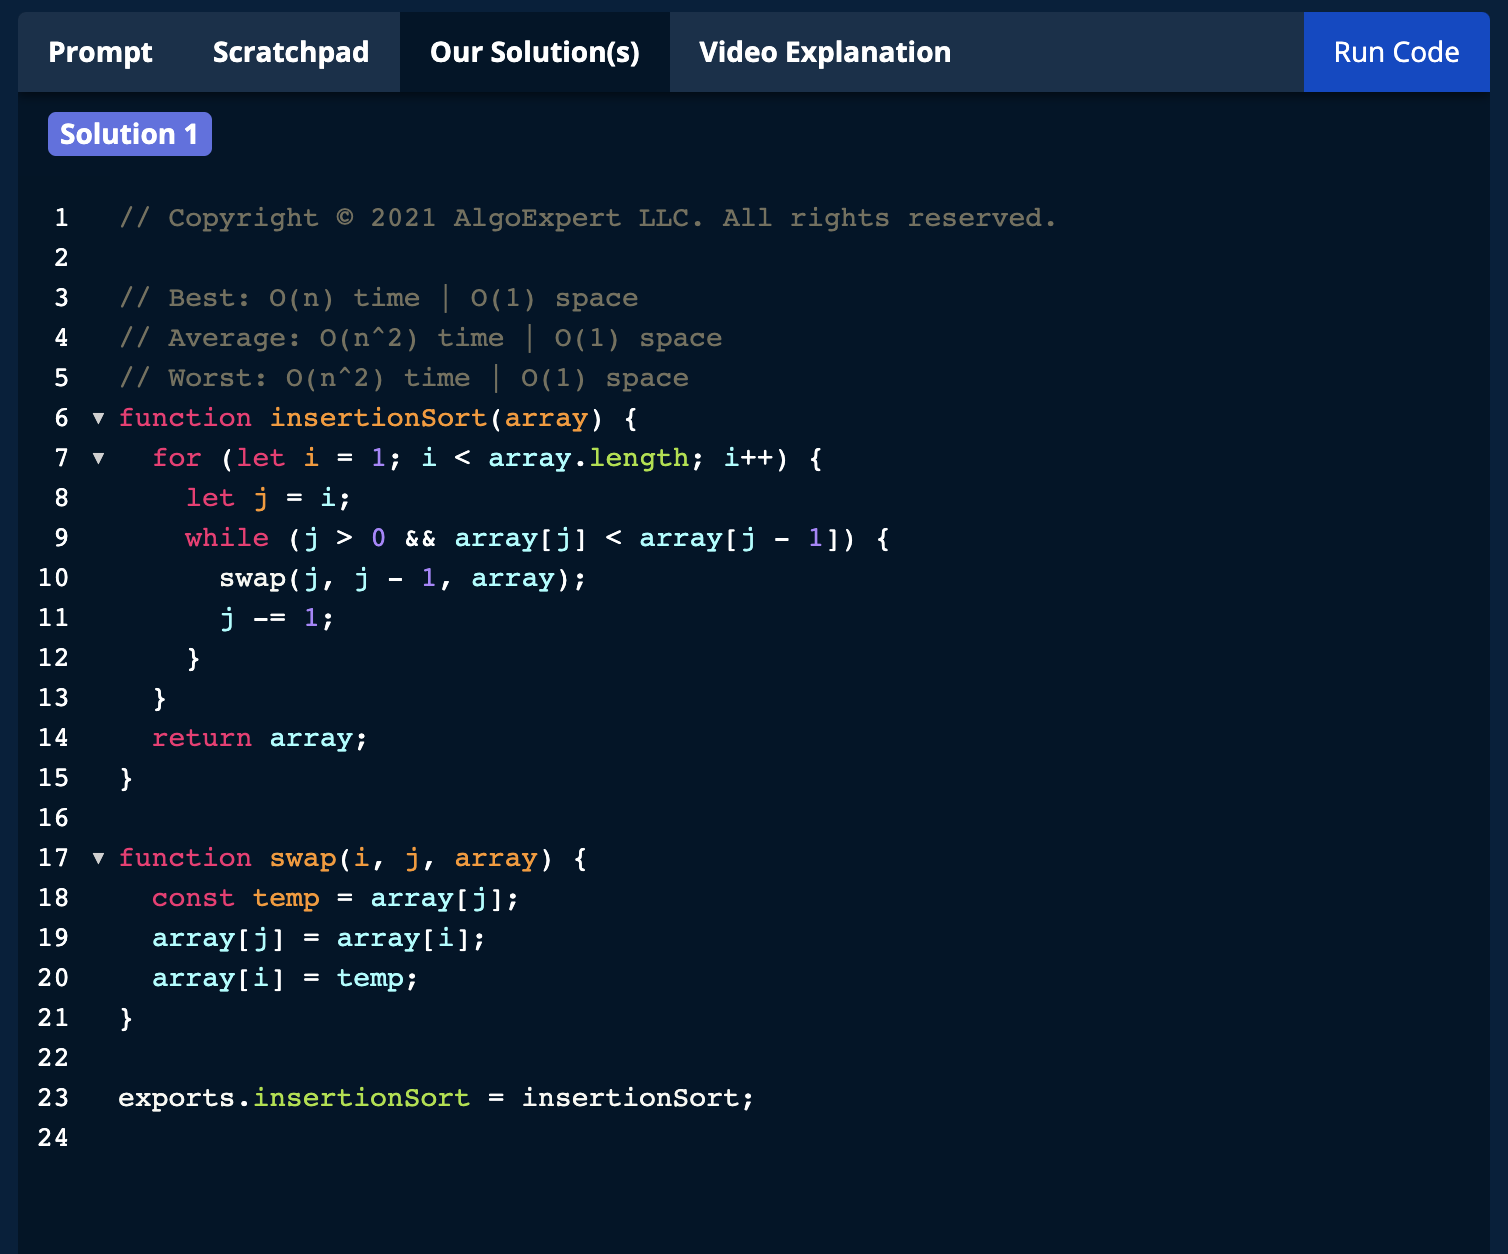 Prompt Scratchpad Our Solution(s) Video Explanation Run Code
Solution 1
1 // Copyright © 2021 AlgoExpert LLC. All rights reserved.
2
3 // Best: O(n) time | O(1) space
4 // Average: O(n^2) time | O(1) space
5 // Worst: O(n^2) time | O(1) space
6 ▼ function insertionSort(array) {
7 ▼   for (let i = 1; i < array.length; i++) {
8     let j = i;
9     while (j > 0 && array[j] < array[j - 1]) {
10       swap(j, j - 1, array);
11       j -= 1;
12     }
13   }
14   return array;
15 }
16
17 ▼ function swap(i, j, array) {
18   const temp = array[j];
19   array[j] = array[i];
20   array[i] = temp;
21 }
22
23 exports.insertionSort = insertionSort;
24